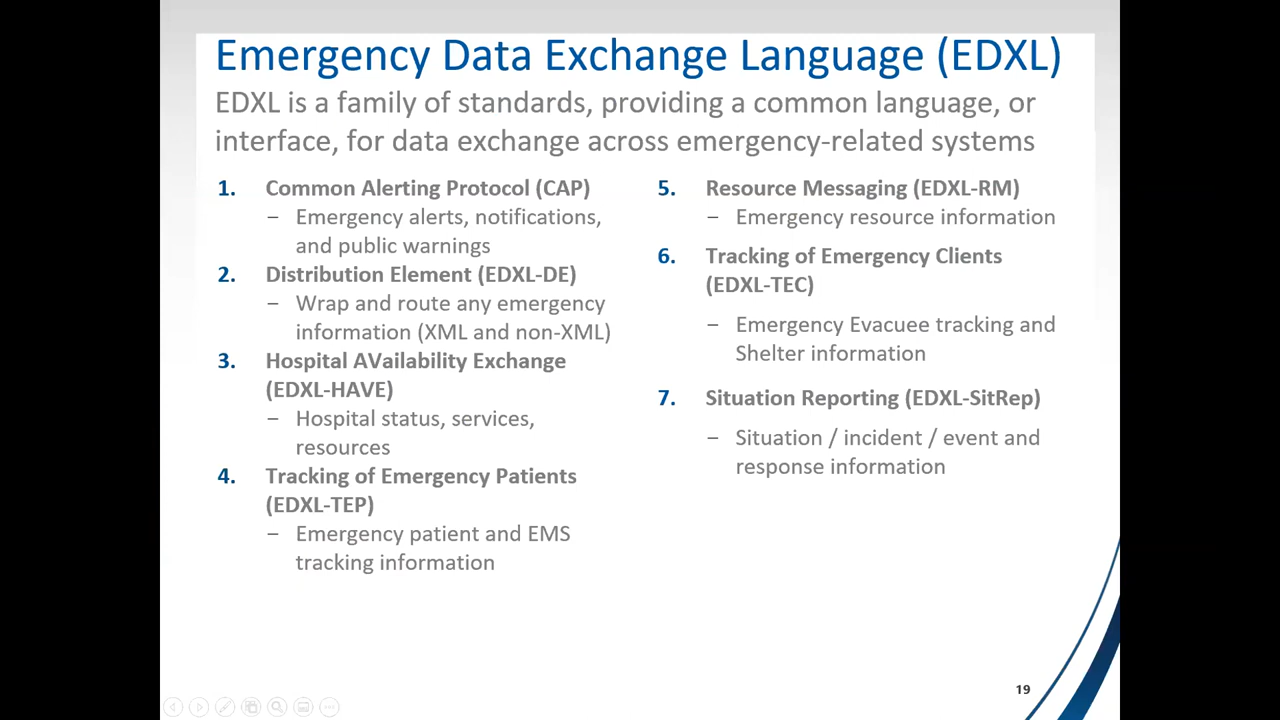 Emergency Data Exchange Language (EDXL)
EDXL is a family of standards, providing a common language, or
interface, for data exchange across emergency-related systems
1. Common Alerting Protocol (CAP)
– Emergency alerts, notifications,
and public warnings
2. Distribution Element (EDXL-DE)
– Wrap and route any emergency
information (XML and non-XML)
3. Hospital AVailability Exchange
(EDXL-HAVE)
– Hospital status, services,
resources
4. Tracking of Emergency Patients
(EDXL-TEP)
– Emergency patient and EMS
tracking information
5. Resource Messaging (EDXL-RM)
– Emergency resource information
6. Tracking of Emergency Clients
(EDXL-TEC)
– Emergency Evacuee tracking and
Shelter information
7. Situation Reporting (EDXL-SitRep)
– Situation / incident / event and
response information
19